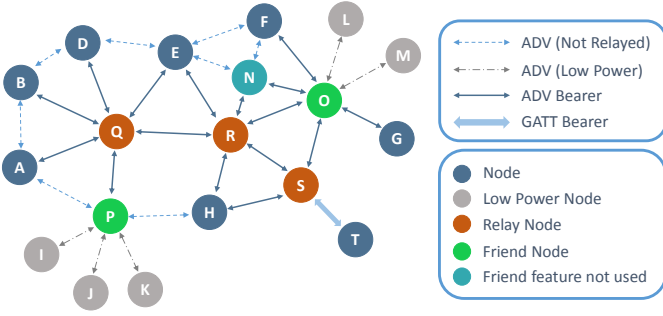 L
F
D
M
E
N
B
O
Q
R
G
A
S
P
H
T
I
J
K
ADV (Not Relayed)
ADV (Low Power)
ADV Bearer
GATT Bearer
Node
Low Power Node
Relay Node
Friend Node
Friend feature not used